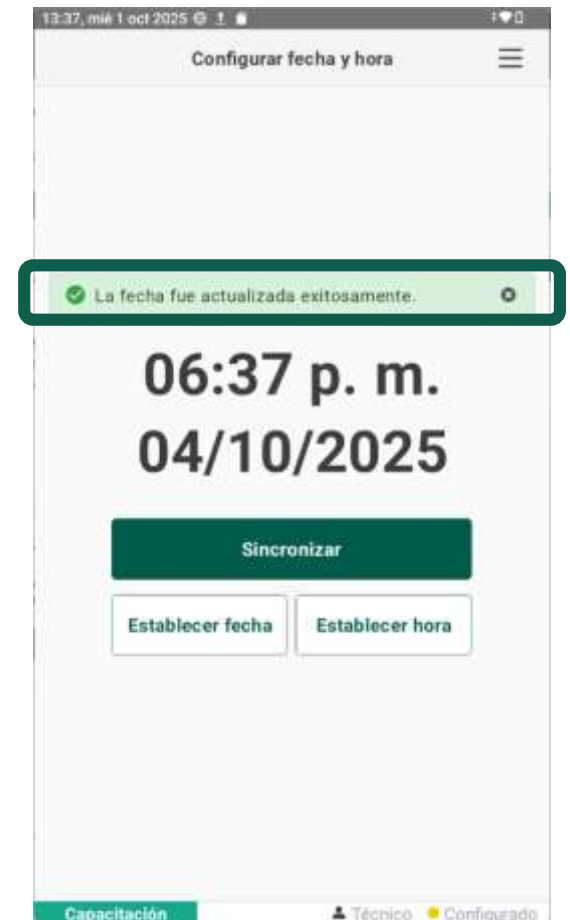 13:37, mié 1 oct 2025
Configurar fecha y hora
La fecha fue actualizada exitosamente.
06:37 p. m.
04/10/2025
Sincronizar
Establecer fecha
Establecer hora
Capacitación
Técnico
Configurado